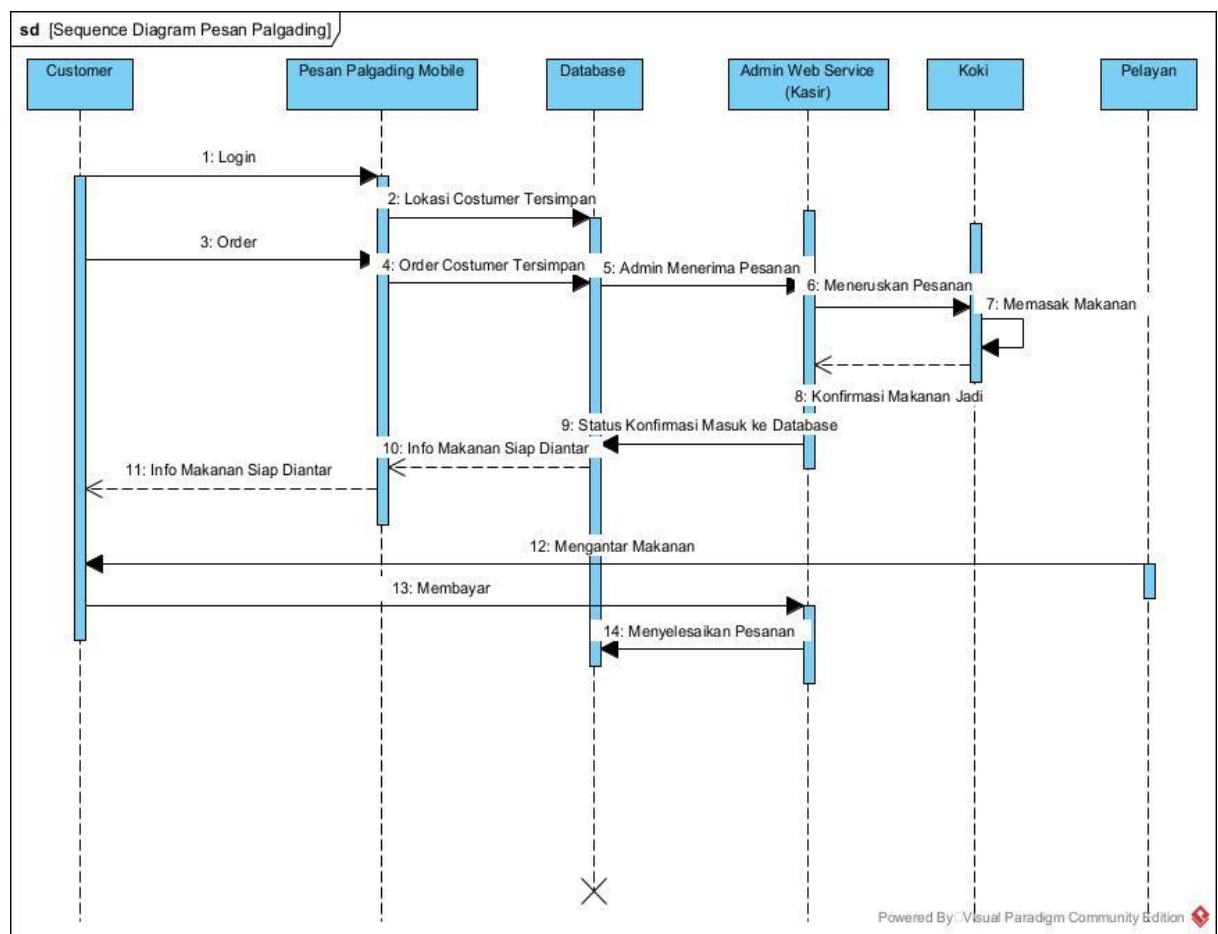 sd [Sequence Diagram Pesan Palgading]
Customer
Pesan Palgading Mobile
Database
Admin Web Service
(Kasir)
Koki
Pelayan
1: Login
2: Lokasi Costumer Tersimpan
3: Order
4: Order Costumer Tersimpan
5: Admin Menerima Pesanan
6: Meneruskan Pesanan
7: Memasak Makanan
8: Konfirmasi Makanan Jadi
9: Status Konfirmasi Masuk ke Database
10: Info Makanan Siap Diantar
11: Info Makanan Siap Diantar
12: Mengantar Makanan
13: Membayar
14: Menyelesaikan Pesanan
Powered By Visual Paradigm Community Edition